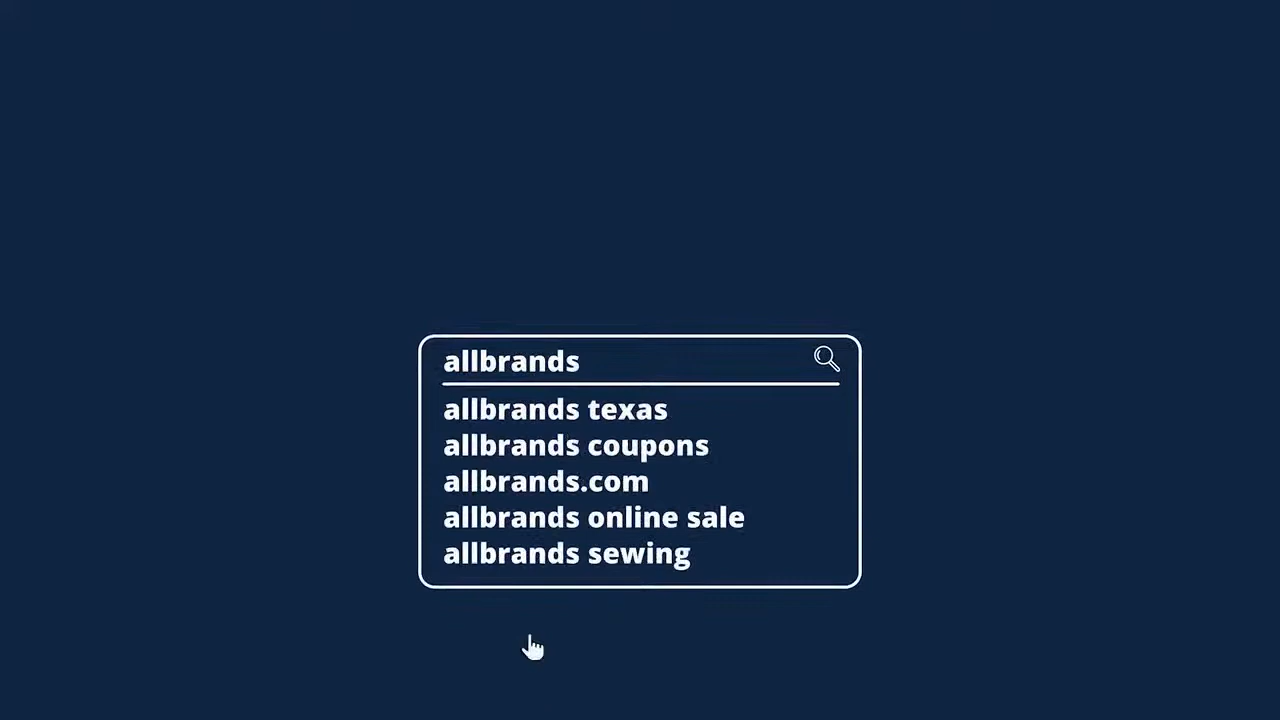 allbrands
allbrands texas
allbrands coupons
allbrands.com
allbrands online sale
allbrands sewing